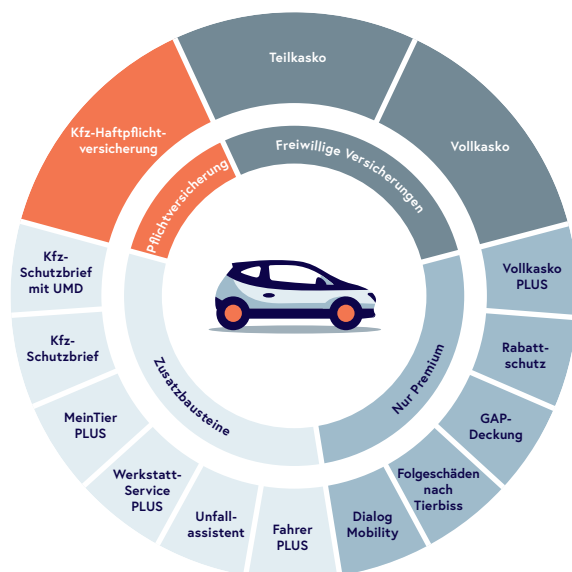 Teilkasko
Kfz-Haftpflicht-
versicherung
Vollkasko
Freiwillige Versicherungen
Pflichtversicherung
Kfz-
Schutzbrief
mit UMD
Vollkasko
PLUS
Kfz-
Schutzbrief
Rabatt-
schutz
Zusatzbausteine
Nur Premium
MeinTier
PLUS
GAP-
Deckung
Werkstatt-
Service
PLUS
Folgeschäden
nach
Tierbiss
Unfall-
assistent
Fahrer
PLUS
Dialog
Mobility